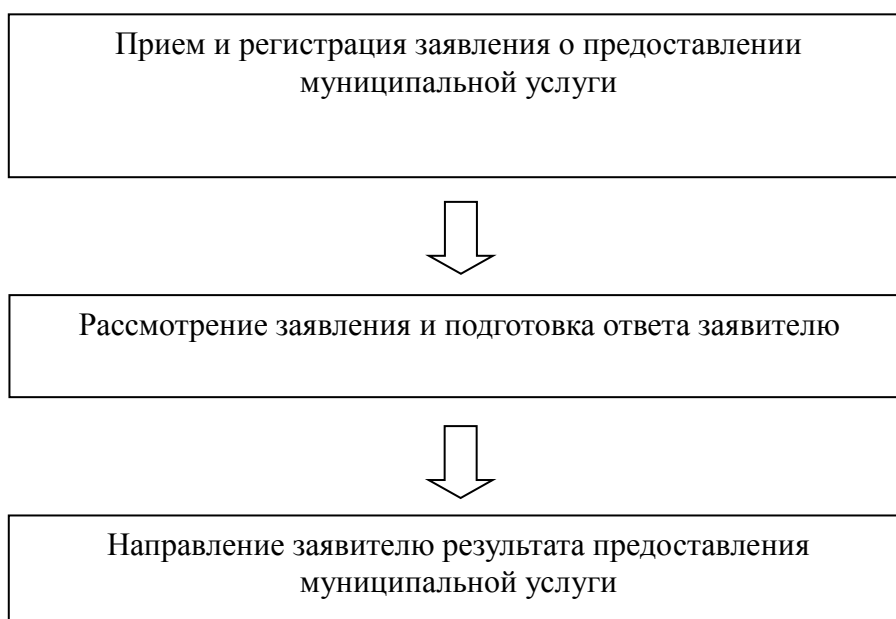 Прием и регистрация заявления о предоставлении
муниципальной услуги
Рассмотрение заявления и подготовка ответа заявителю
Направление заявителю результата предоставления
муниципальной услуги